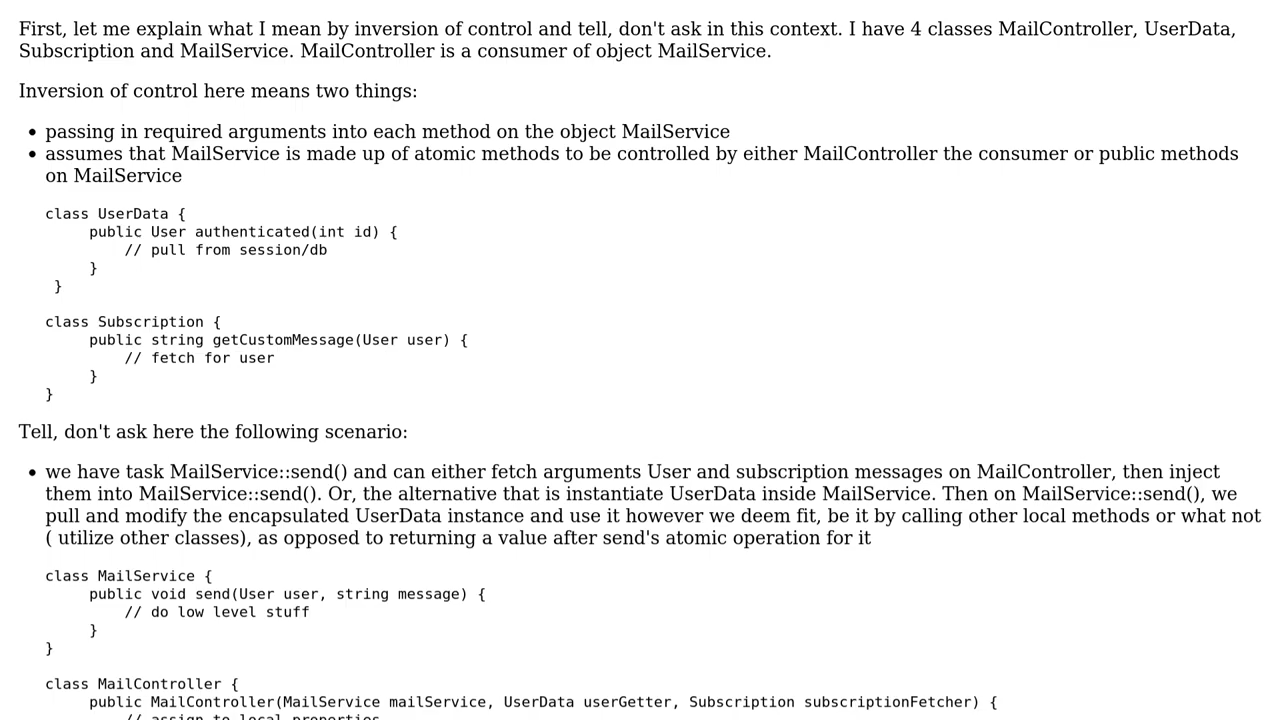 First, let me explain what I mean by inversion of control and tell, don't ask in this context. I have 4 classes MailController, UserData,
Subscription and MailService. MailController is a consumer of object MailService.
Inversion of control here means two things:
• passing in required arguments into each method on the object MailService
• assumes that MailService is made up of atomic methods to be controlled by either MailController the consumer or public methods
on MailService
class UserData {
     public User authenticated(int id) {
         // pull from session/db
     }
 }
class Subscription {
     public string getCustomMessage(User user) {
         // fetch for user
     }
}
Tell, don't ask here the following scenario:
• we have task MailService::send() and can either fetch arguments User and subscription messages on MailController, then inject
them into MailService::send(). Or, the alternative that is instantiate UserData inside MailService. Then on MailService::send(), we
pull and modify the encapsulated UserData instance and use it however we deem fit, be it by calling other local methods or what not
( utilize other classes), as opposed to returning a value after send's atomic operation for it
class MailService {
     public void send(User user, string message) {
         // do low level stuff
     }
}
class MailController {
     public MailController(MailService mailService, UserData userGetter, Subscription subscriptionFetcher) {
         // assign to local properties